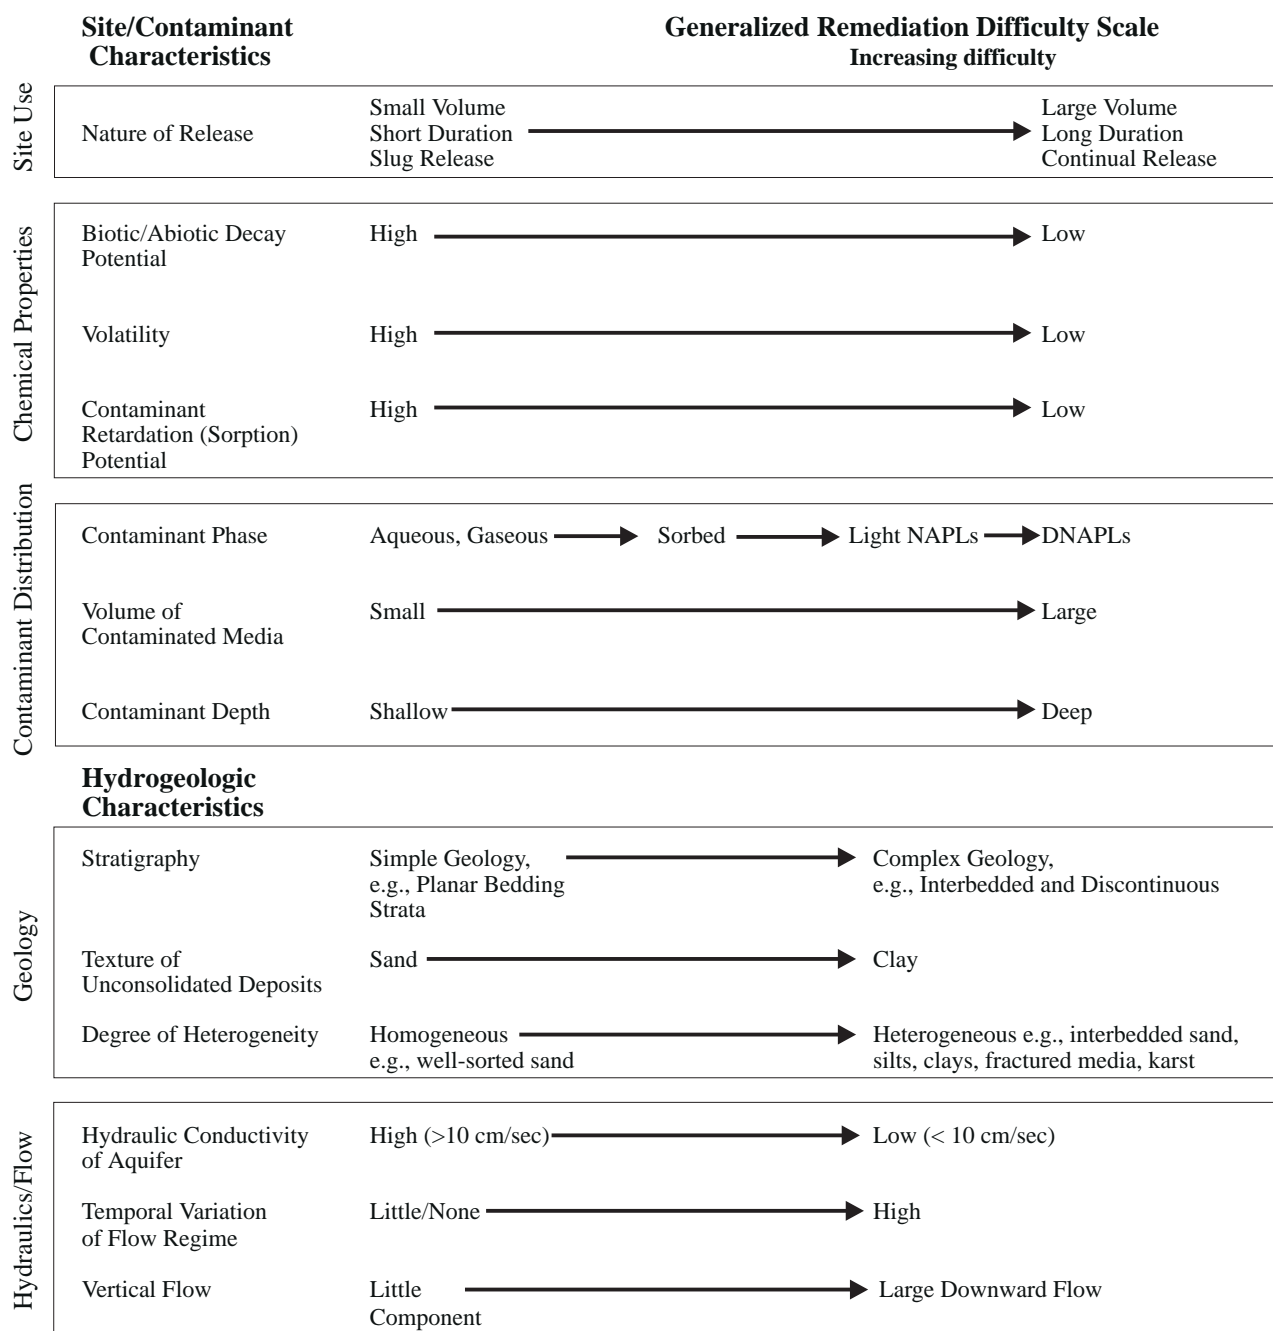 Site/Contaminant
Characteristics
Generalized Remediation Difficulty Scale
Increasing difficulty
Site Use
Nature of Release
Small Volume
Short Duration
Slug Release
Large Volume
Long Duration
Continual Release
Chemical Properties
Biotic/Abiotic Decay
Potential
High
Low
Volatility
High
Low
Contaminant
Retardation (Sorption)
Potential
High
Low
Contaminant Distribution
Contaminant Phase
Aqueous, Gaseous
Sorbed
Light NAPLs
DNAPLs
Volume of
Contaminated Media
Small
Large
Contaminant Depth
Shallow
Deep
Hydrogeologic
Characteristics
Geology
Stratigraphy
Simple Geology,
e.g., Planar Bedding
Strata
Complex Geology,
e.g., Interbedded and Discontinuous
Texture of
Unconsolidated Deposits
Sand
Clay
Degree of Heterogeneity
Homogeneous
e.g., well-sorted sand
Heterogeneous e.g., interbedded sand,
silts, clays, fractured media, karst
Hydraulics/Flow
Hydraulic Conductivity
of Aquifer
High (>10 cm/sec)
Low (< 10 cm/sec)
Temporal Variation
of Flow Regime
Little/None
High
Vertical Flow
Little
Component
Large Downward Flow